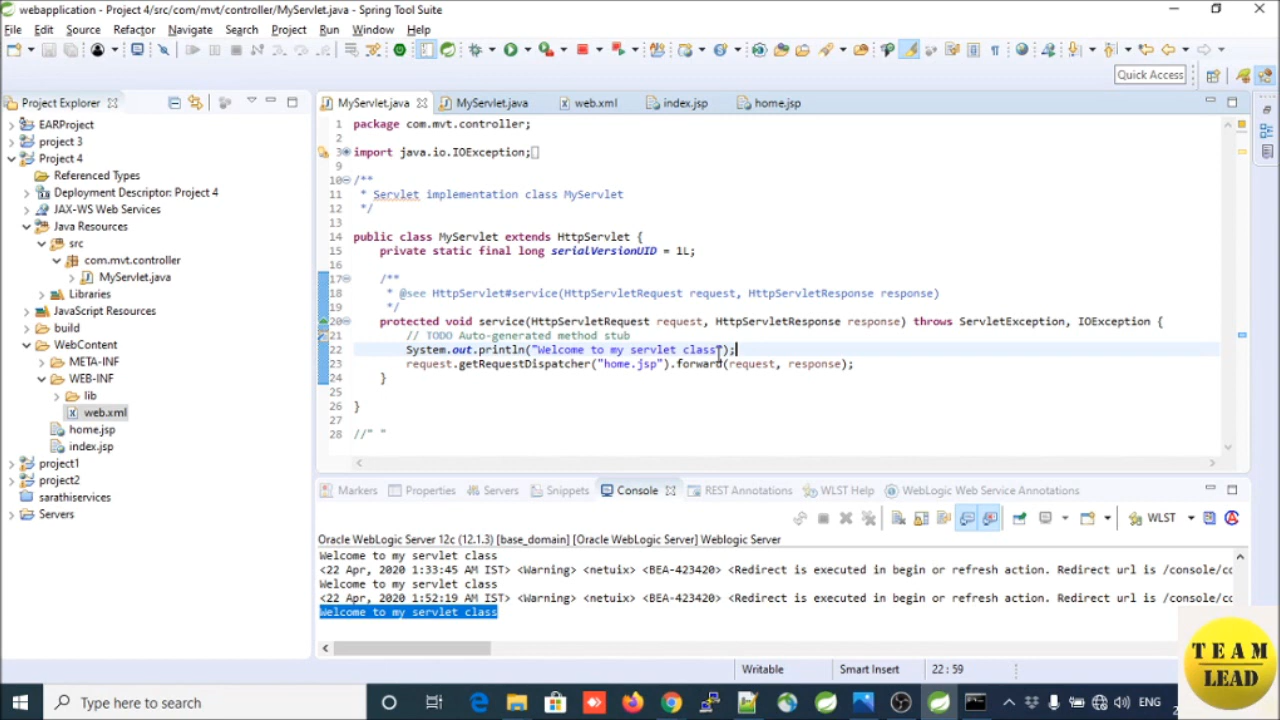 webapplication - Project 4/src/com/mvt/controller/MyServlet.java - Spring Tool Suite
File Edit Source Refactor Navigate Search Project Run Help
Quick Access
Project Explorer
MyServlet.java MyServlet.java web.xml index.jsp home.jsp
EARProject
project 3
Project 4
Referenced Types
Deployment Descriptor: Project 4
JAX-WS Web Services
Java Resources
src
com.mvt.controller
MyServlet.java
Libraries
JavaScript Resources
build
WebContent
META-INF
WEB-INF
lib
web.xml
home.jsp
index.jsp
project1
project2
sarathiservices
Servers
1 package com.mvt.controller;
2
3 import java.io.IOException;
9
10 /**
11 * Servlet implementation class MyServlet
12 */
13
14 public class MyServlet extends HttpServlet {
15 private static final long serialVersionUID = 1L;
16
17 /**
18 * @see HttpServlet#service(HttpServletRequest request, HttpServletResponse response)
19 */
20 protected void service(HttpServletRequest request, HttpServletResponse response) throws ServletException, IOException {
21 // TODO Auto-generated method stub
22 System.out.println("Welcome to my servlet class");
23 request.getRequestDispatcher("home.jsp").forward(request, response);
24 }
25
26 }
27
28 //" "
Markers Properties Servers Snippets Console REST Annotations WLST Help WebLogic Web Service Annotations
WLST
Oracle WebLogic Server 12c (12.1.3) [base_domain] [Oracle WebLogic Server] Weblogic Server
Welcome to my servlet class
<22 Apr, 2020 1:33:45 AM IST> <Warning> <netuix> <BEA-423420> <Redirect is executed in begin or refresh action. Redirect url is /console/co
Welcome to my servlet class
<22 Apr, 2020 1:52:19 AM IST> <Warning> <netuix> <BEA-423420> <Redirect is executed in begin or refresh action. Redirect url is /console/co
Welcome to my servlet class
Writable Smart Insert 22 : 59
TEAM
LEAD
Type here to search
ENG